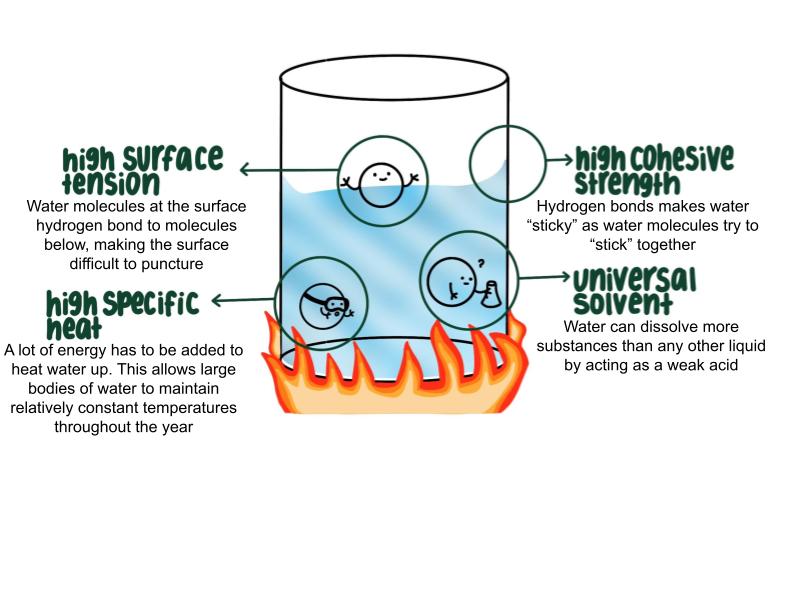 high surface
tension
Water molecules at the surface
hydrogen bond to molecules
below, making the surface
difficult to puncture
high specific
heat
A lot of energy has to be added to
heat water up. This allows large
bodies of water to maintain
relatively constant temperatures
throughout the year
?
high cohesive
strength
Hydrogen bonds makes water
“sticky” as water molecules try to
“stick” together
universal
solvent
Water can dissolve more
substances than any other liquid
by acting as a weak acid